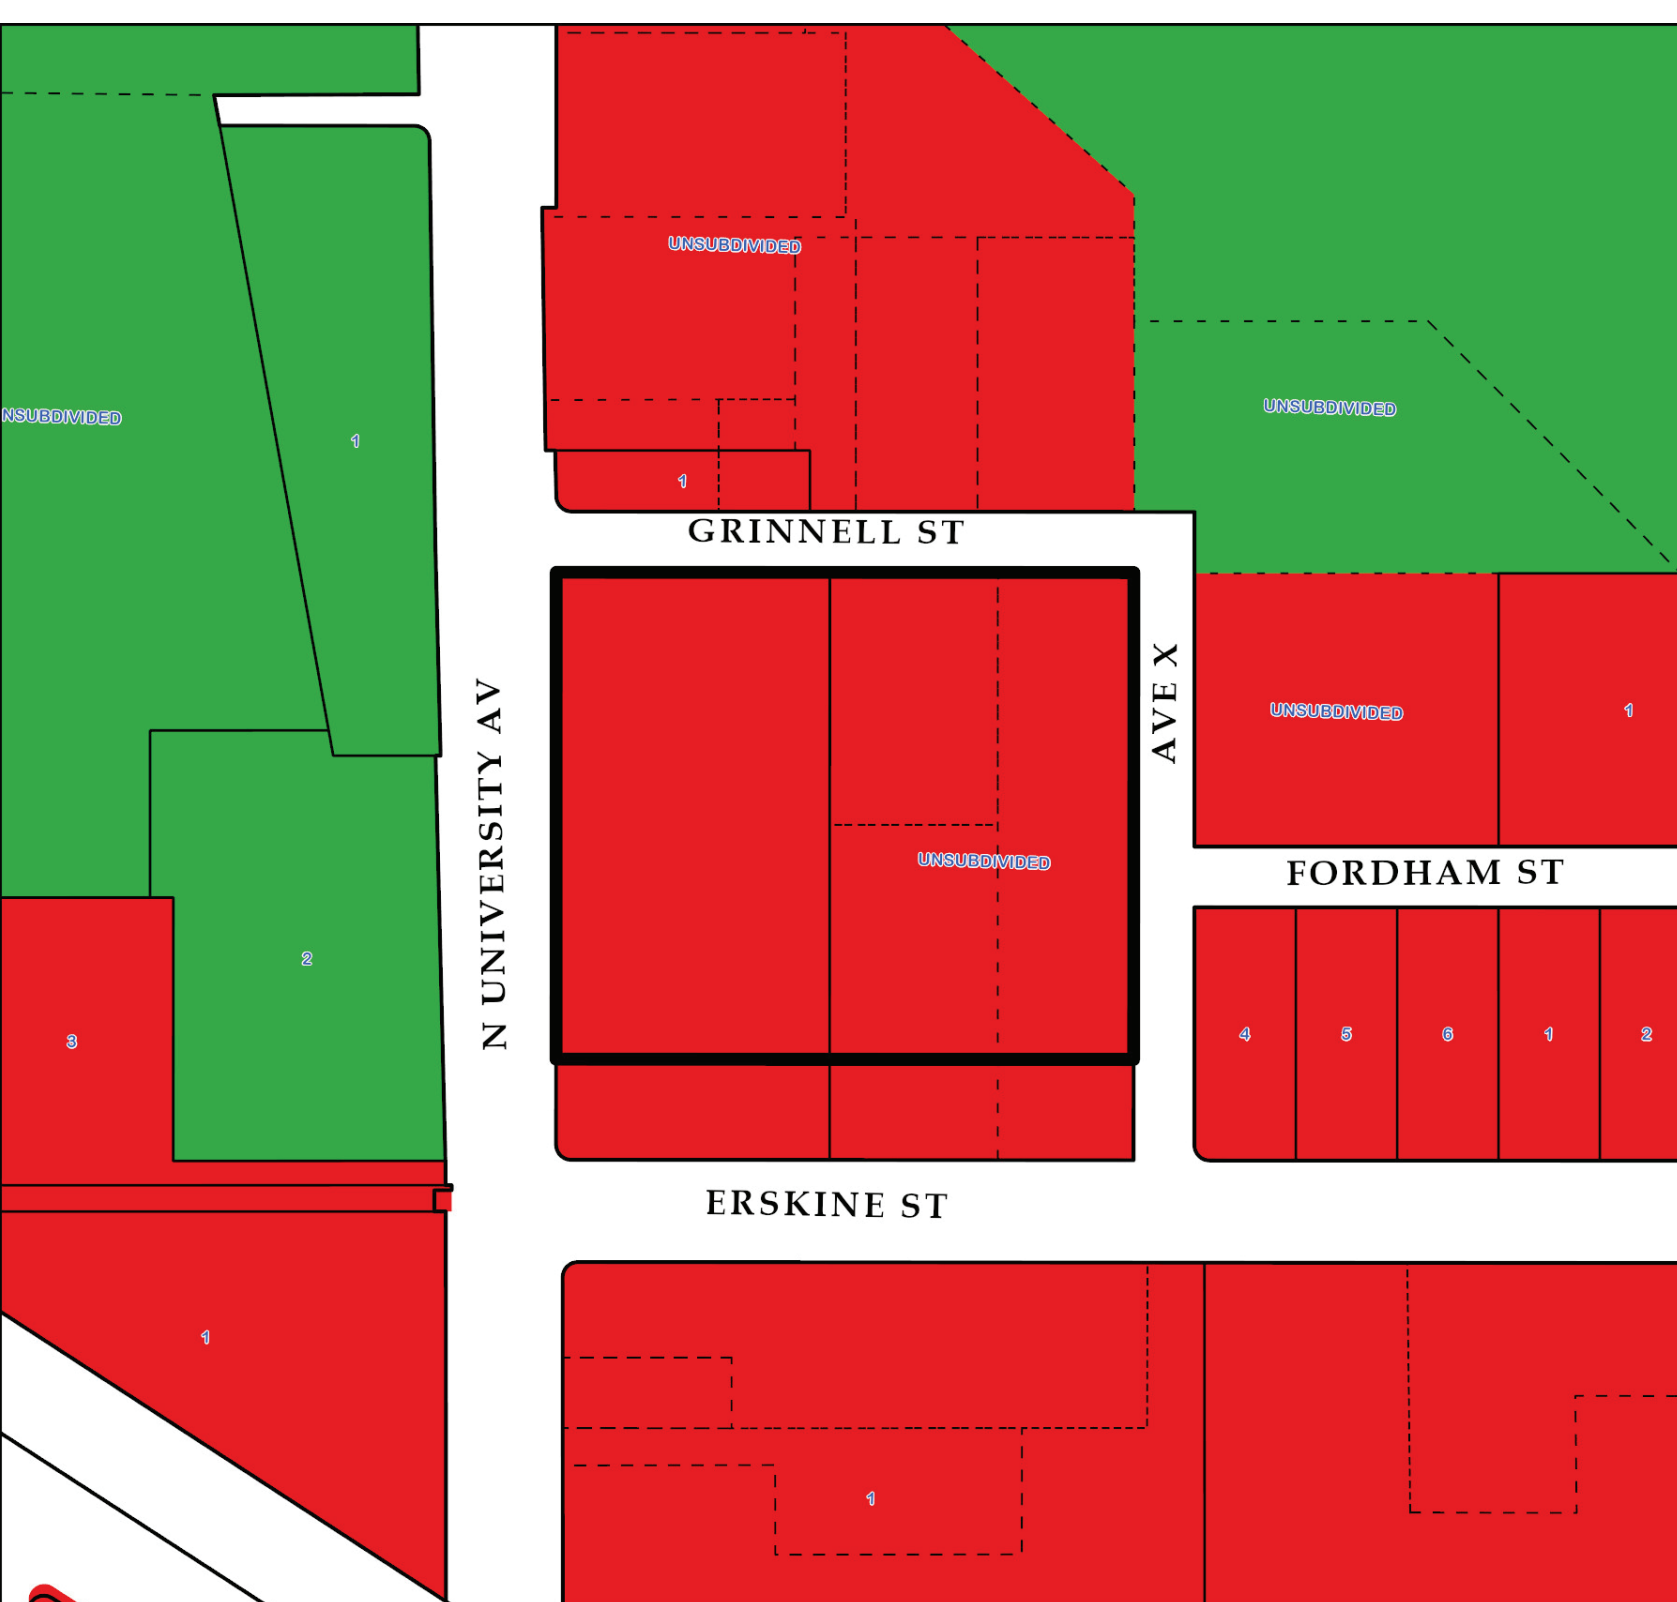 UNSUBDIVIDED
UNSUBDIVIDED
NSUBDIVIDED
1
1
GRINNELL ST
N UNIVERSITY AV
AVE X
UNSUBDIVIDED
1
UNSUBDIVIDED
FORDHAM ST
2
3
4
5
6
1
2
ERSKINE ST
1
1